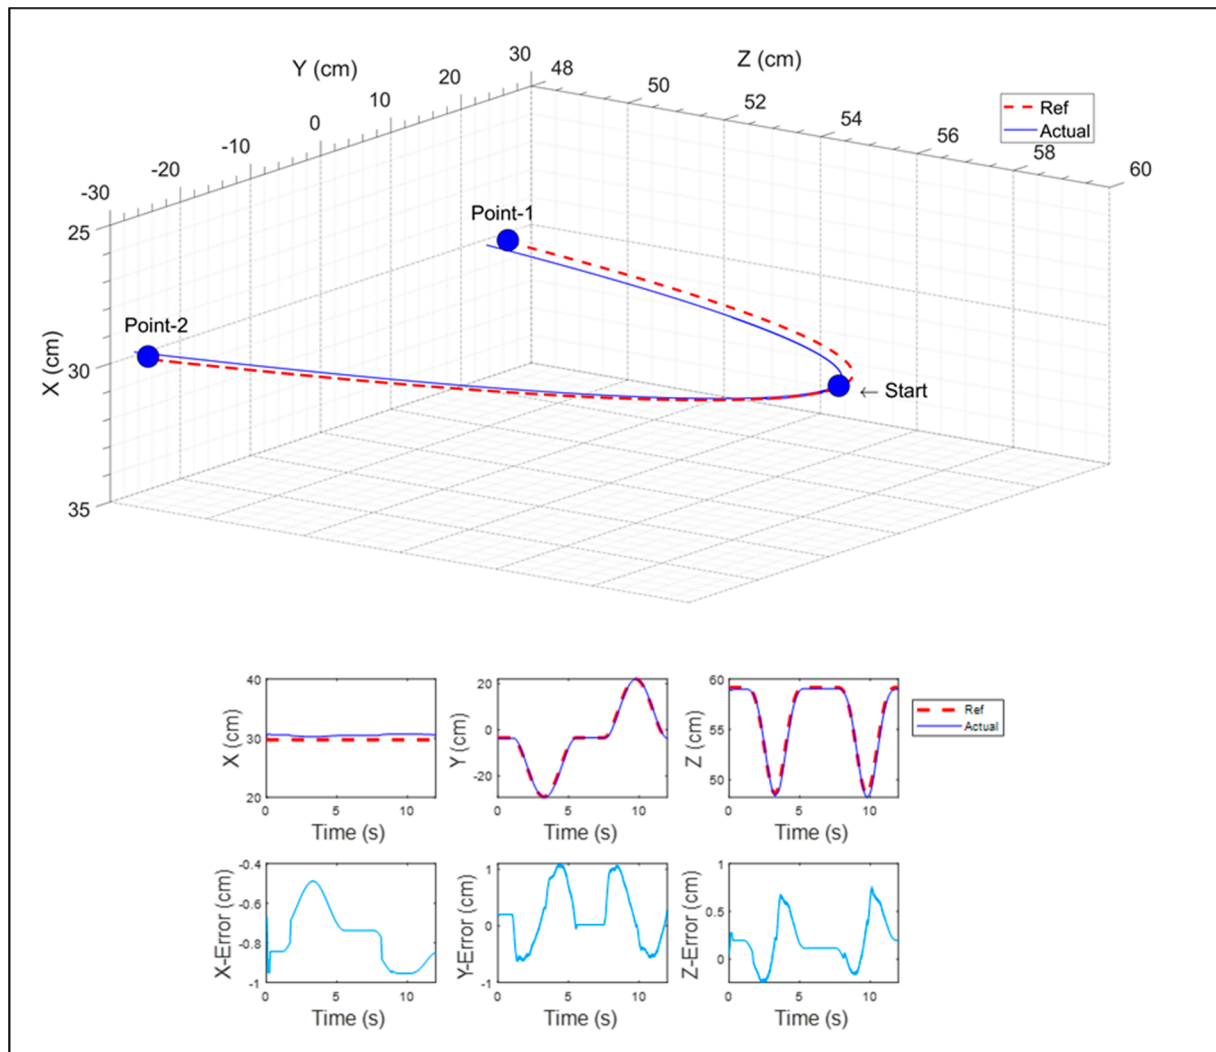 Y (cm)
Z (cm)
-30
-20
-10
0
10
20
30
48
50
52
54
56
58
60
Ref
Actual
X (cm)
25
30
35
Point-1
Point-2
← Start
X (cm)
40
30
20
0
5
10
Time (s)
Y (cm)
20
0
-20
0
5
10
Time (s)
Z (cm)
60
55
50
0
5
10
Time (s)
Ref
Actual
X-Error (cm)
-0.4
-0.6
-0.8
-1
0
5
10
Time (s)
Y-Error (cm)
1
0
-1
0
5
10
Time (s)
Z-Error (cm)
1
0.5
0
0
5
10
Time (s)